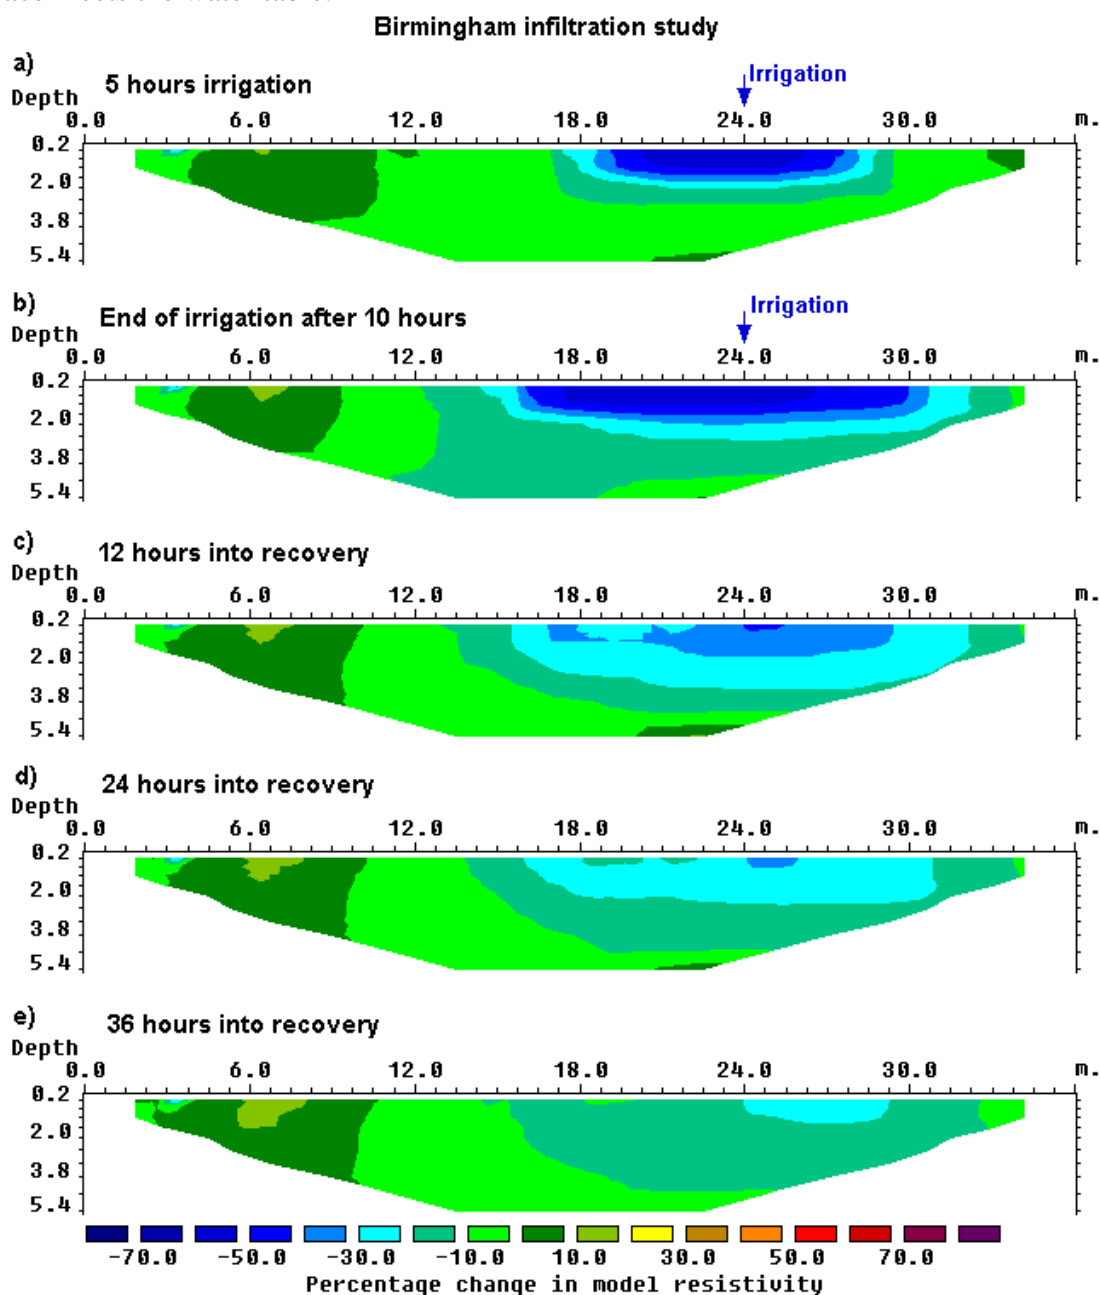 Birmingham infiltration study
a)
5 hours irrigation
Irrigation
Depth
0.0 6.0 12.0 18.0 24.0 30.0 m.
0.2
2.0
3.8
5.4
b)
End of irrigation after 10 hours
Irrigation
Depth
0.0 6.0 12.0 18.0 24.0 30.0 m.
0.2
2.0
3.8
5.4
c)
12 hours into recovery
Depth
0.0 6.0 12.0 18.0 24.0 30.0 m.
0.2
2.0
3.8
5.4
d)
24 hours into recovery
Depth
0.0 6.0 12.0 18.0 24.0 30.0 m.
0.2
2.0
3.8
5.4
e)
36 hours into recovery
Depth
0.0 6.0 12.0 18.0 24.0 30.0 m.
0.2
2.0
3.8
5.4
-70.0 -50.0 -30.0 -10.0 10.0 30.0 50.0 70.0
Percentage change in model resistivity